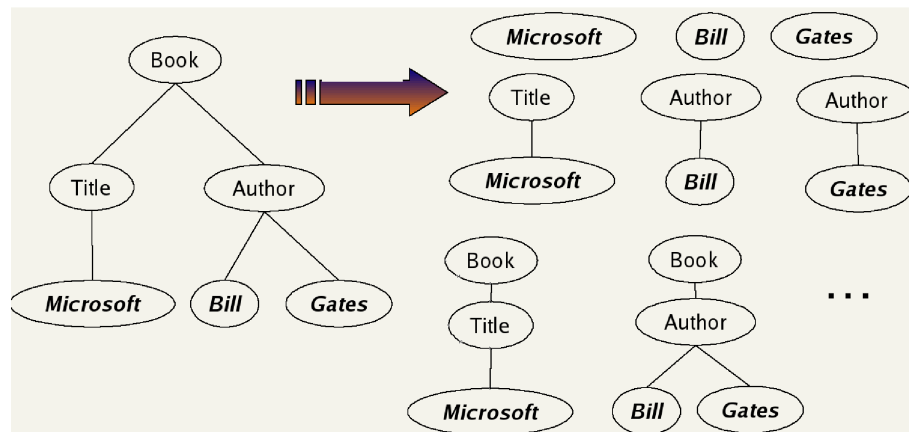 Book
Title Author
Microsoft Bill Gates
Microsoft Bill Gates
Title Author Author
Microsoft Bill Gates
Book Book
Title Author
Microsoft Bill Gates
...